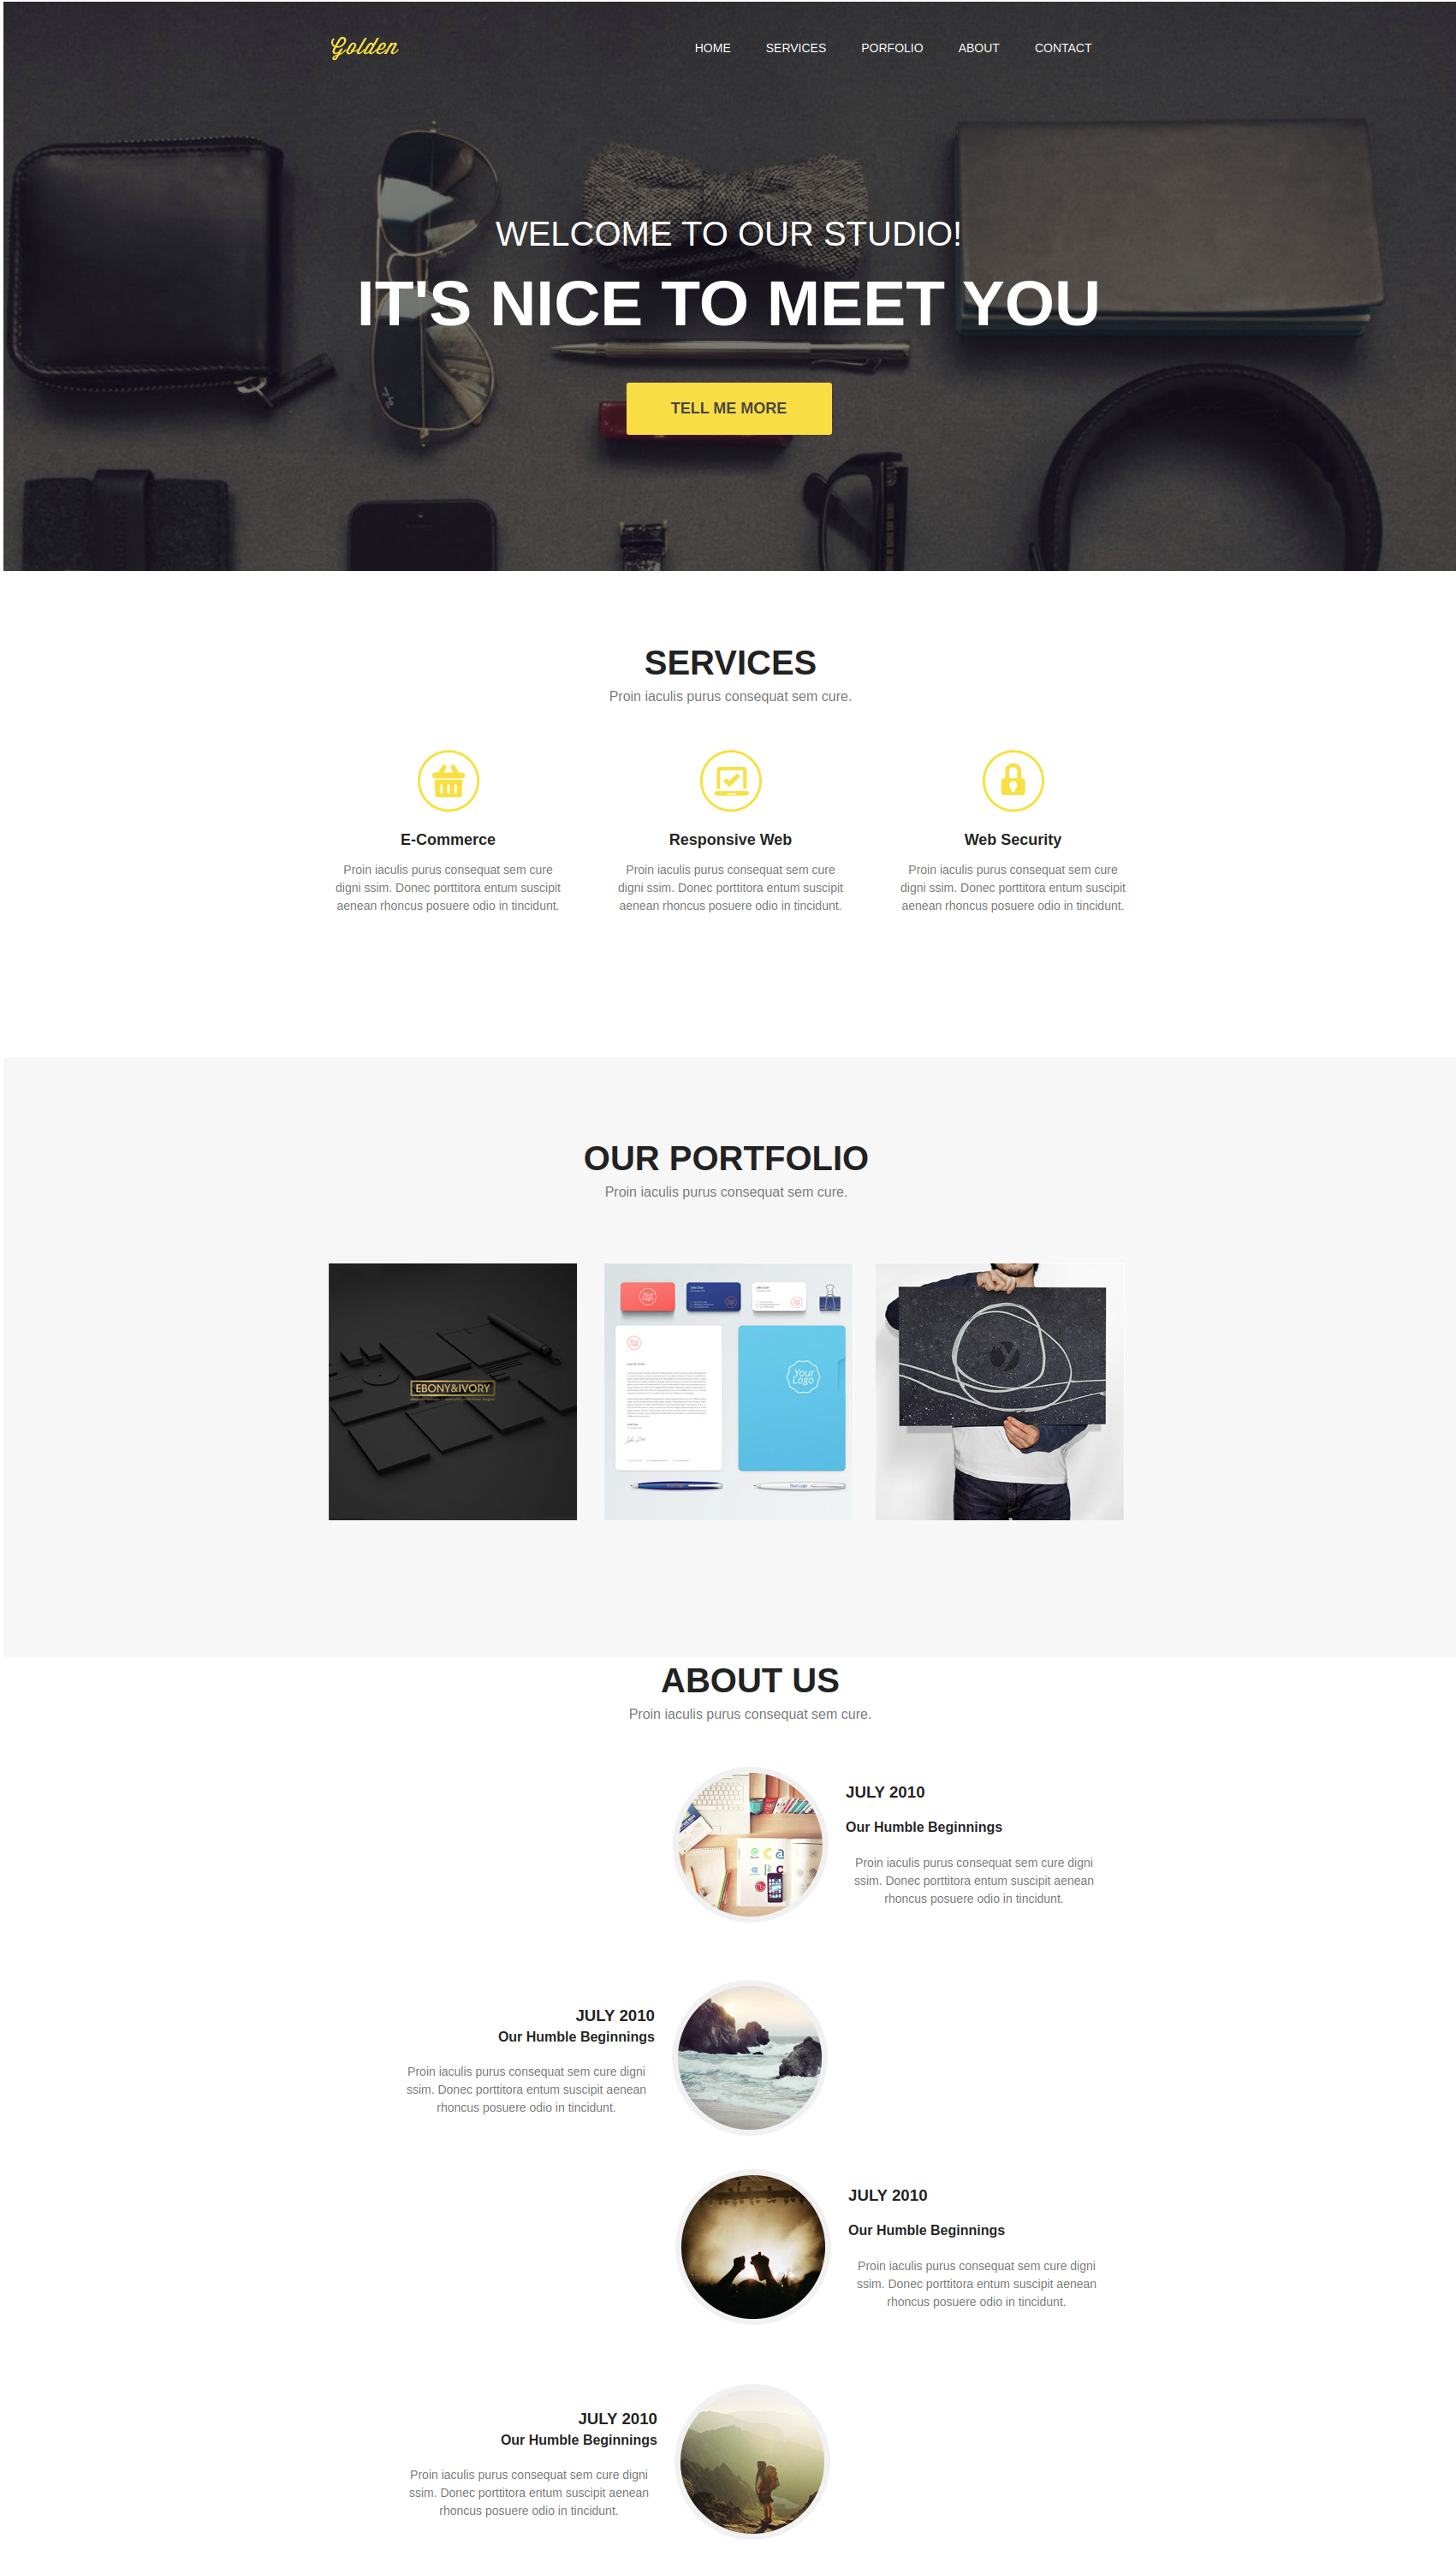 Golden
HOME SERVICES PORFOLIO ABOUT CONTACT
WELCOME TO OUR STUDIO!
IT'S NICE TO MEET YOU
TELL ME MORE
SERVICES
Proin iaculis purus consequat sem cure.
E-Commerce
Proin iaculis purus consequat sem cure
digni ssim. Donec porttitora entum suscipit
aenean rhoncus posuere odio in tincidunt.
Responsive Web
Proin iaculis purus consequat sem cure
digni ssim. Donec porttitora entum suscipit
aenean rhoncus posuere odio in tincidunt.
Web Security
Proin iaculis purus consequat sem cure
digni ssim. Donec porttitora entum suscipit
aenean rhoncus posuere odio in tincidunt.
OUR PORTFOLIO
Proin iaculis purus consequat sem cure.
EBONY&IVORY
Your
Logo
Your
Logo
YourLogo
ABOUT US
Proin iaculis purus consequat sem cure.
JULY 2010
Our Humble Beginnings
Proin iaculis purus consequat sem cure digni
ssim. Donec porttitora entum suscipit aenean
rhoncus posuere odio in tincidunt.
JULY 2010
Our Humble Beginnings
Proin iaculis purus consequat sem cure digni
ssim. Donec porttitora entum suscipit aenean
rhoncus posuere odio in tincidunt.
JULY 2010
Our Humble Beginnings
Proin iaculis purus consequat sem cure digni
ssim. Donec porttitora entum suscipit aenean
rhoncus posuere odio in tincidunt.
JULY 2010
Our Humble Beginnings
Proin iaculis purus consequat sem cure digni
ssim. Donec porttitora entum suscipit aenean
rhoncus posuere odio in tincidunt.